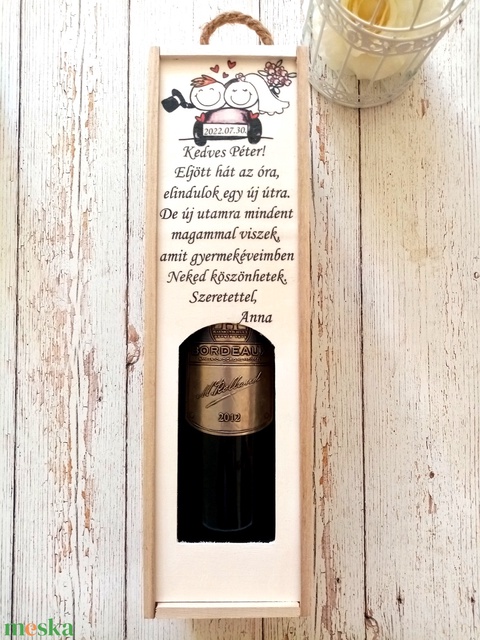 2022.07.30.
Kedves Péter!
Eljött hát az óra,
elindulok egy új útra.
De új utamra mindent
magammal viszek,
amit gyermekéveimben
Neked köszönhetek.
Szeretettel,
Anna
BORDEAUX
2012
meska